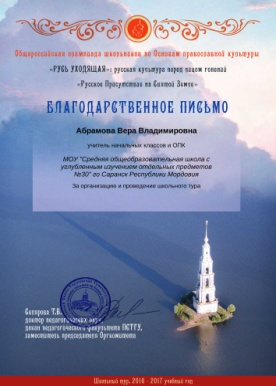 Общероссийская олимпиада школьников по Основам православной культуры
«РУСЬ УХОДЯЩАЯ»: русская культура перед лицом гонений
«Русское Присутствие на Святой Земле»
БЛАГОДАРСТВЕННОЕ ПИСЬМО
Абрамова Вера Владимировна
учитель начальных классов и ОПК
МОУ "Средняя общеобразовательная школа с
углубленным изучением отдельных предметов
№30" го Саранск Республики Мордовия
За организацию и проведение школьного тура
Склярова Т.В.
доктор педагогических наук,
декан педагогического факультета ПСТГУ,
заместитель председателя Оргкомитета
Школьный тур, 2016 - 2017 учебный год